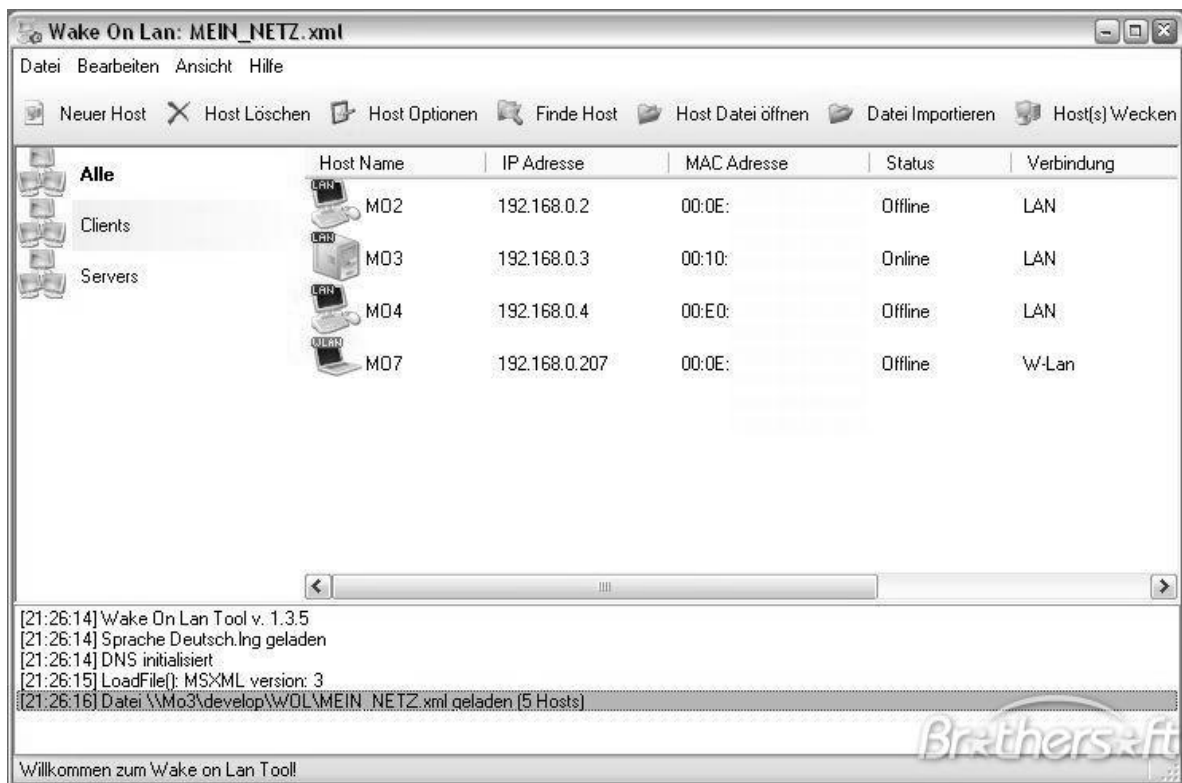 Wake On Lan: MEIN_NETZ.xml
Datei Bearbeiten Ansicht Hilfe
Neuer Host Host Löschen Host Optionen Finde Host Host Datei öffnen Datei Importieren Host(s) Wecken
Alle
Clients
Servers
Host Name IP Adresse MAC Adresse Status Verbindung
LAN MO2 192.168.0.2 00:0E: Offline LAN
LAN MO3 192.168.0.3 00:10: Online LAN
LAN MO4 192.168.0.4 00:E0: Offline LAN
WLAN MO7 192.168.0.207 00:0E: Offline W-Lan
[21:26:14] Wake On Lan Tool v. 1.3.5
[21:26:14] Sprache Deutsch.lng geladen
[21:26:14] DNS initialisiert
[21:26:15] LoadFile(): MSXML version: 3
[21:26:16] Datei \\Mo3\develop\WOL\MEIN_NETZ.xml geladen (5 Hosts)
Brothersoft
Willkommen zum Wake on Lan Tool!